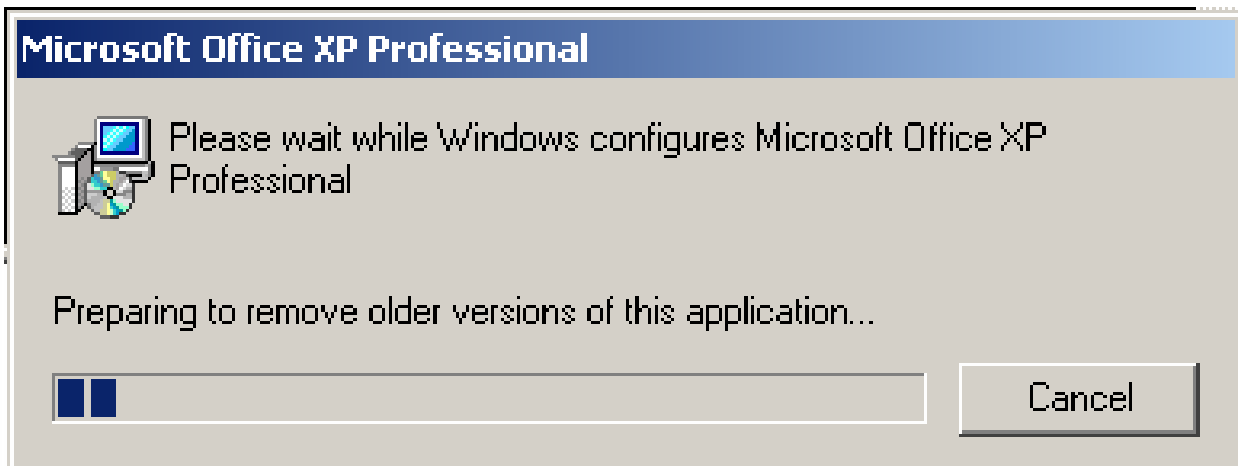 Microsoft Office XP Professional
Please wait while Windows configures Microsoft Office XP
Professional
Preparing to remove older versions of this application...
Cancel